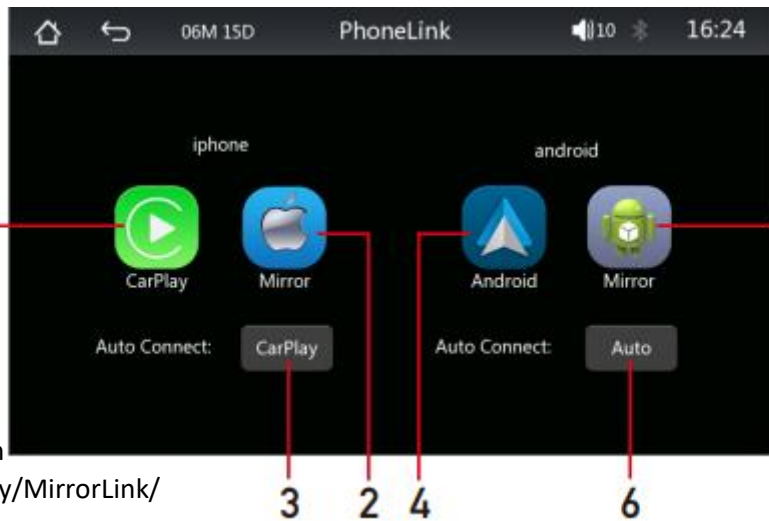 06M 15D PhoneLink 10 16:24
iphone android
CarPlay Mirror Android Mirror
Auto Connect: CarPlay Auto Connect: Auto
y/MirrorLink/
3 2 4 6